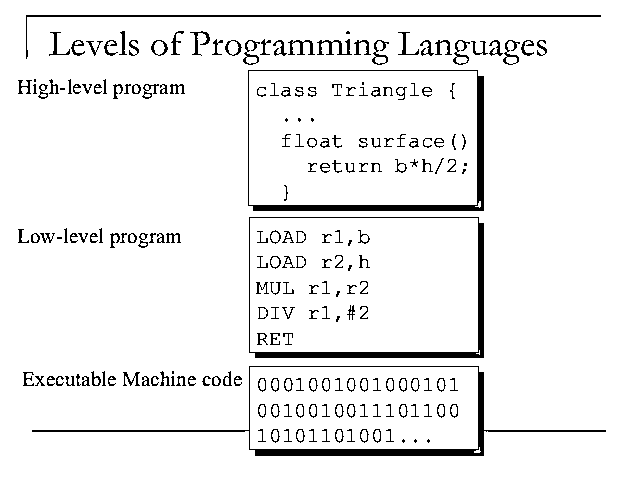 Levels of Programming Languages
High-level program
class Triangle {
...
float surface()
return b*h/2;
}
Low-level program
LOAD r1,b
LOAD r2,h
MUL r1,r2
DIV r1,#2
RET
Executable Machine code
0001001001000101
0010010011101100
10101101001...